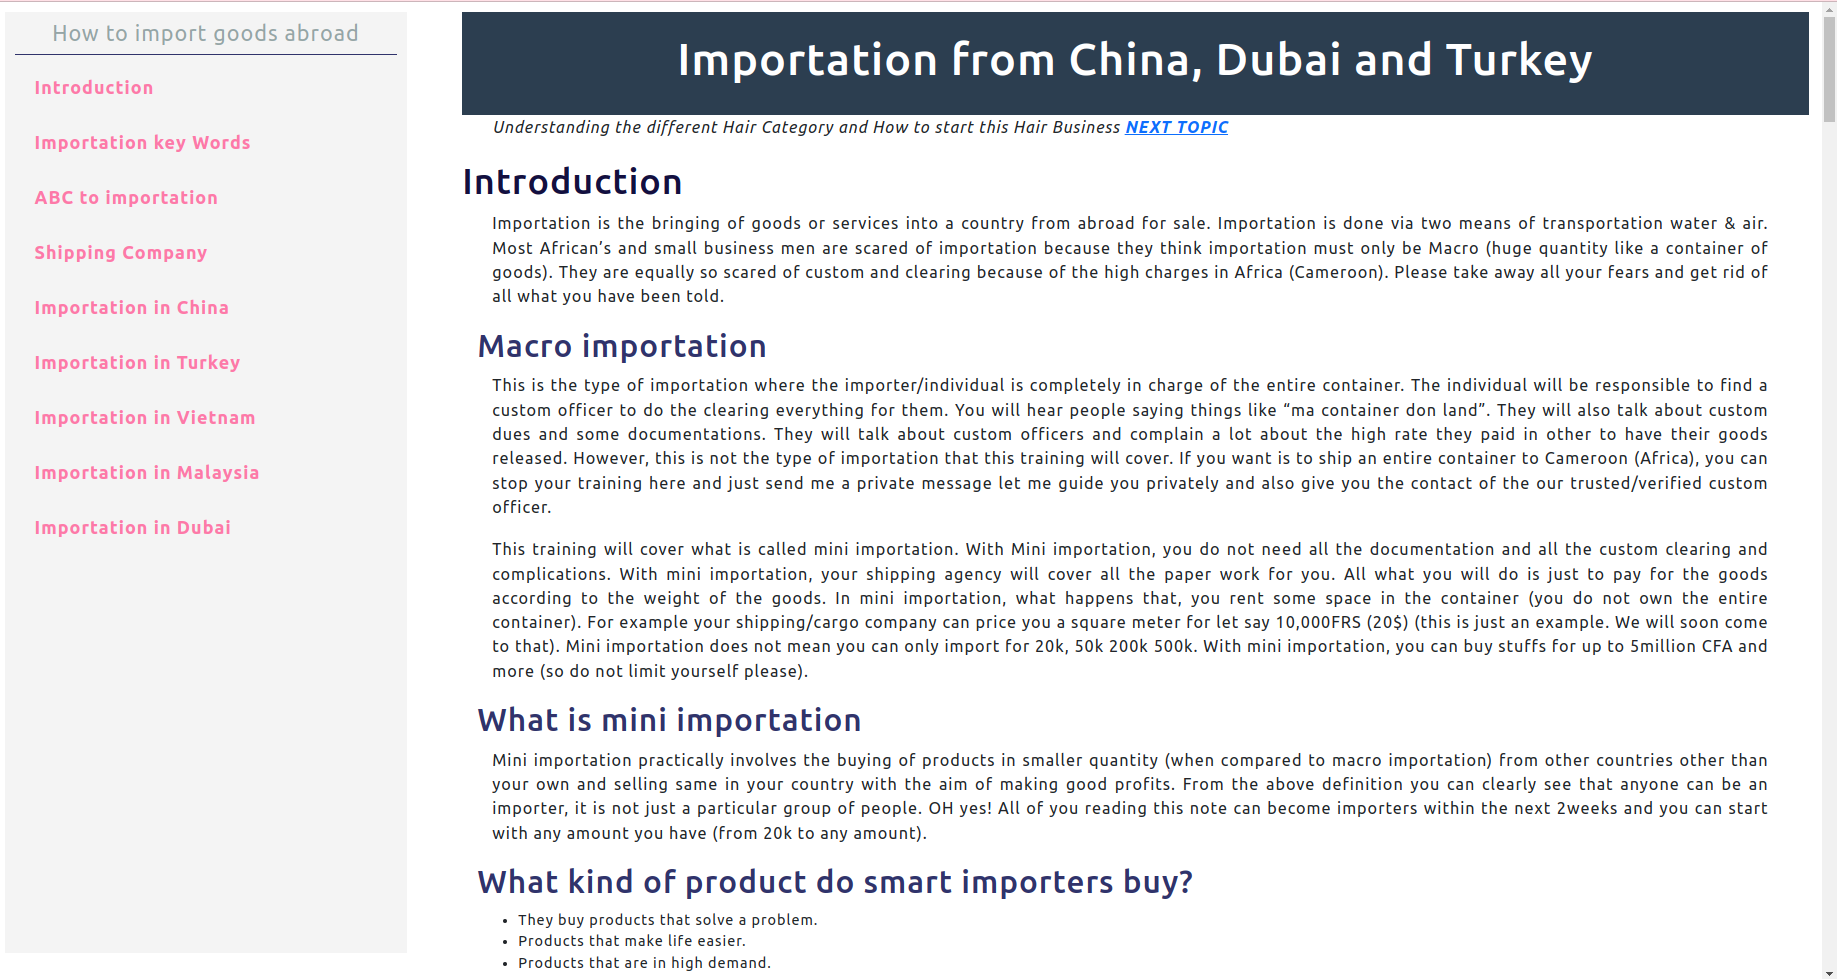 How to import goods abroad
Introduction
Importation key Words
ABC to importation
Shipping Company
Importation in China
Importation in Turkey
Importation in Vietnam
Importation in Malaysia
Importation in Dubai
Importation from China, Dubai and Turkey
Understanding the different Hair Category and How to start this Hair Business NEXT TOPIC
Introduction
Importation is the bringing of goods or services into a country from abroad for sale. Importation is done via two means of transportation water & air.
Most African’s and small business men are scared of importation because they think importation must only be Macro (huge quantity like a container of
goods). They are equally so scared of custom and clearing because of the high charges in Africa (Cameroon). Please take away all your fears and get rid of
all what you have been told.
Macro importation
This is the type of importation where the importer/individual is completely in charge of the entire container. The individual will be responsible to find a
custom officer to do the clearing everything for them. You will hear people saying things like “ma container don land”. They will also talk about custom
dues and some documentations. They will talk about custom officers and complain a lot about the high rate they paid in other to have their goods
released. However, this is not the type of importation that this training will cover. If you want is to ship an entire container to Cameroon (Africa), you can
stop your training here and just send me a private message let me guide you privately and also give you the contact of the our trusted/verified custom
officer.
This training will cover what is called mini importation. With Mini importation, you do not need all the documentation and all the custom clearing and
complications. With mini importation, your shipping agency will cover all the paper work for you. All what you will do is just to pay for the goods
according to the weight of the goods. In mini importation, what happens that, you rent some space in the container (you do not own the entire
container). For example your shipping/cargo company can price you a square meter for let say 10,000FRS (20$) (this is just an example. We will soon come
to that). Mini importation does not mean you can only import for 20k, 50k 200k 500k. With mini importation, you can buy stuffs for up to 5million CFA and
more (so do not limit yourself please).
What is mini importation
Mini importation practically involves the buying of products in smaller quantity (when compared to macro importation) from other countries other than
your own and selling same in your country with the aim of making good profits. From the above definition you can clearly see that anyone can be an
importer, it is not just a particular group of people. OH yes! All of you reading this note can become importers within the next 2weeks and you can start
with any amount you have (from 20k to any amount).
What kind of product do smart importers buy?
• They buy products that solve a problem.
• Products that make life easier.
• Products that are in high demand.